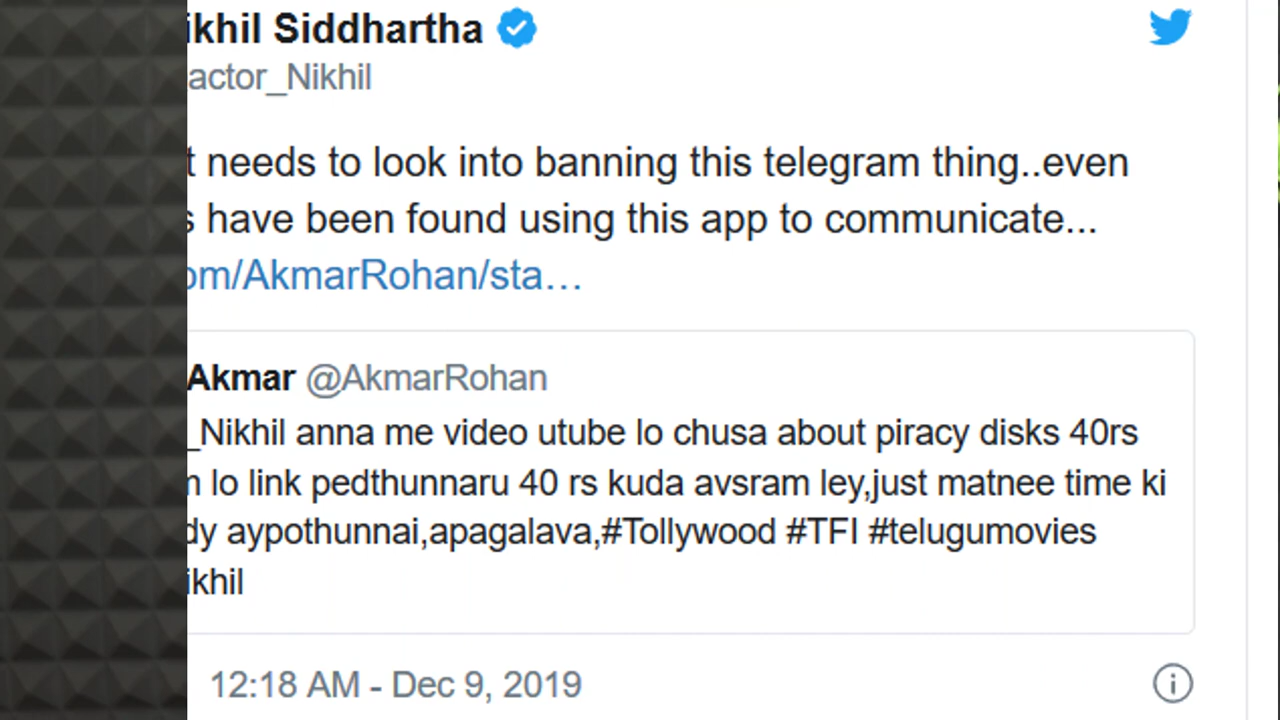 ikhil Siddhartha
actor_Nikhil
t needs to look into banning this telegram thing..even
s have been found using this app to communicate...
om/AkmarRohan/sta…
Akmar @AkmarRohan
_Nikhil anna me video utube lo chusa about piracy disks 40rs
lo link pedthunnaru 40 rs kuda avsram ley,just matnee time ki
dy aypothunnai,apagalava,#Tollywood #TFI #telugumovies
ikhil
12:18 AM - Dec 9, 2019